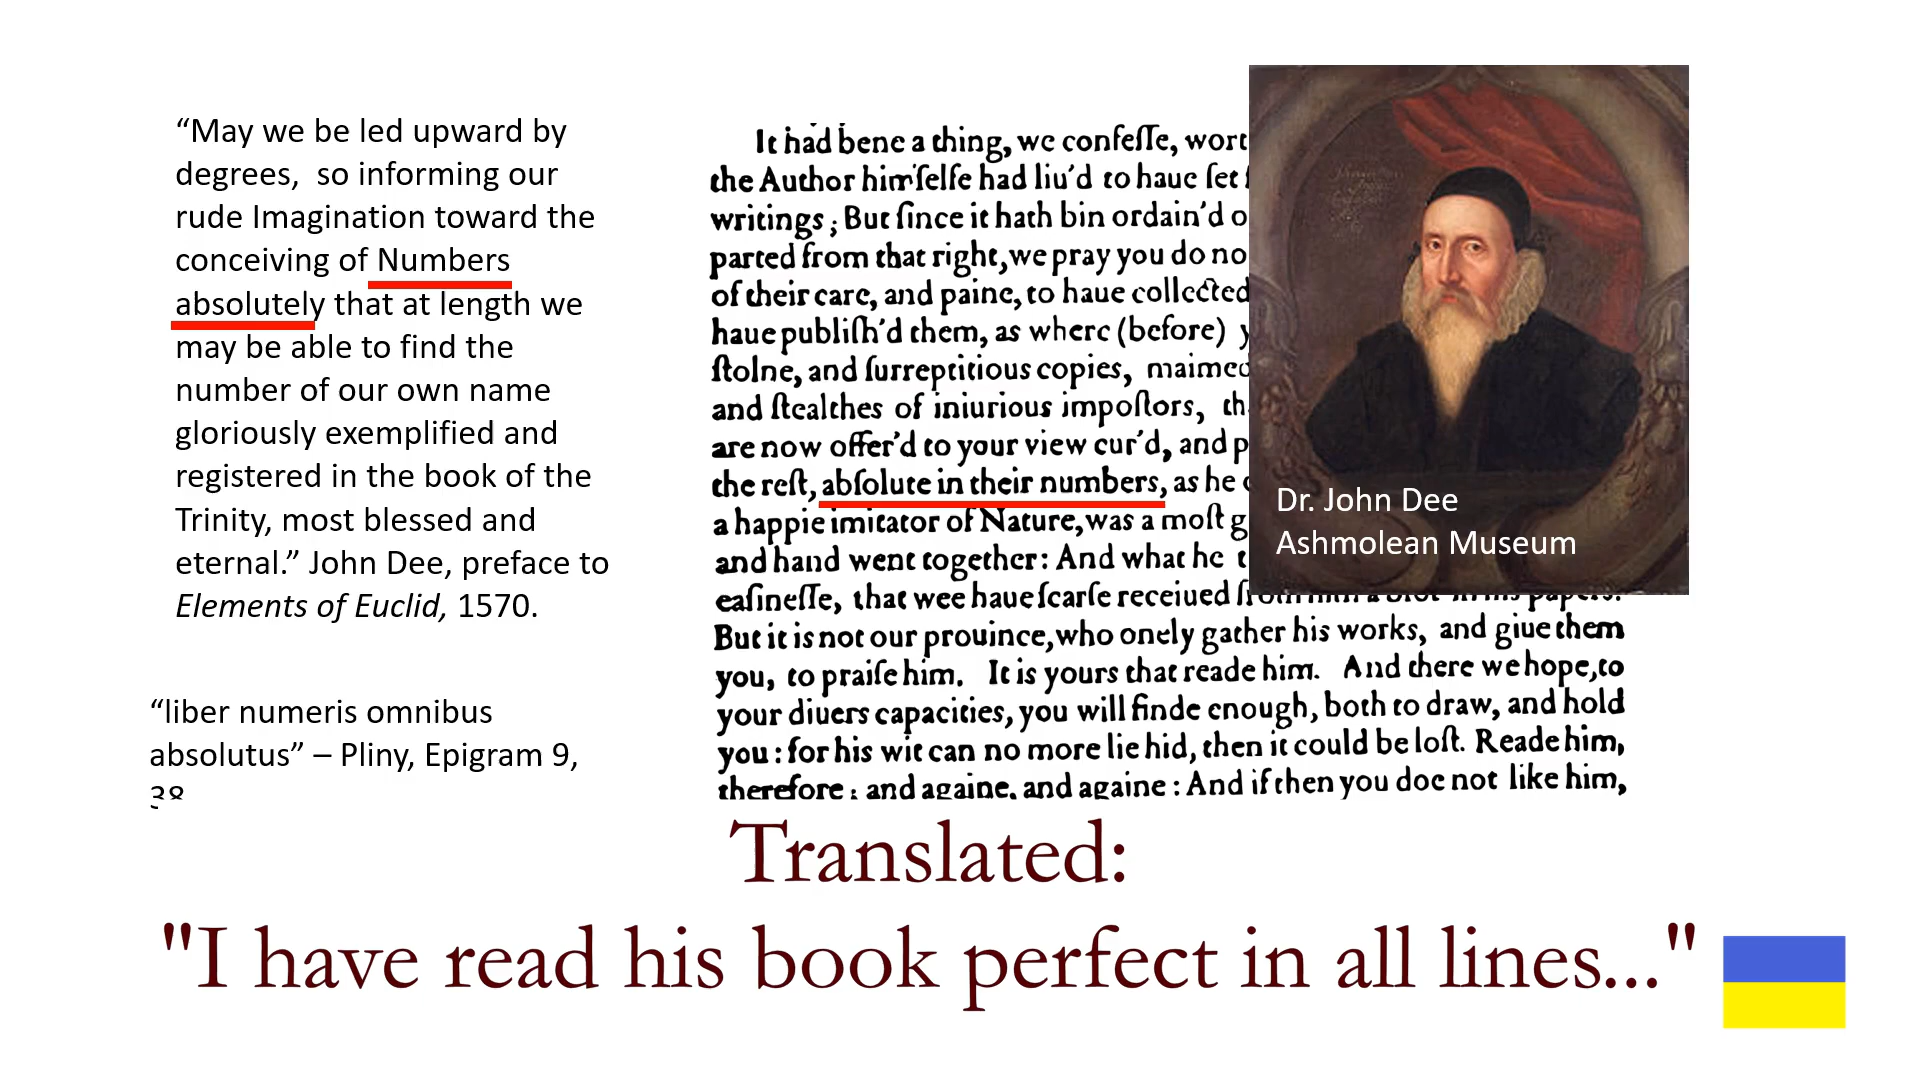 “May we be led upward by
degrees,  so informing our
rude Imagination toward the
conceiving of Numbers
absolutely that at length we
may be able to find the
number of our own name
gloriously exemplified and
registered in the book of the
Trinity, most blessed and
eternal.” John Dee, preface to
Elements of Euclid, 1570.
“liber numeris omnibus
absolutus” – Pliny, Epigram 9,
38
It had bene a thing, we confeſſe, wort
the Author himſelfe had liu'd to haue ſet
writings ; But ſince it hath bin ordain'd o
parted from that right, we pray you do no
of their care, and paine, to haue collected
haue publiſh'd them, as where (before) y
ſtolne, and ſurreptitious copies, maimed
and ſtealthes of iniurious impoſtors, th
are now offer'd to your view cur'd, and p
the reſt, abſolute in their numbers, as he c
a happie imitator of Nature, was a moſt g
and hand went together: And what he t
eaſineſſe, that wee haue ſcarſe receiued from him a blot in his papers.
But it is not our prouince, who onely gather his works, and giue them
you, to praiſe him. It is yours that reade him. And there we hope, to
your diuers capacities, you will finde enough, both to draw, and hold
you : for his wit can no more lie hid, then it could be loſt. Reade him,
therefore ; and againe, and againe : And if then you doe not like him,
Dr. John Dee
Ashmolean Museum
Translated:
"I have read his book perfect in all lines..."